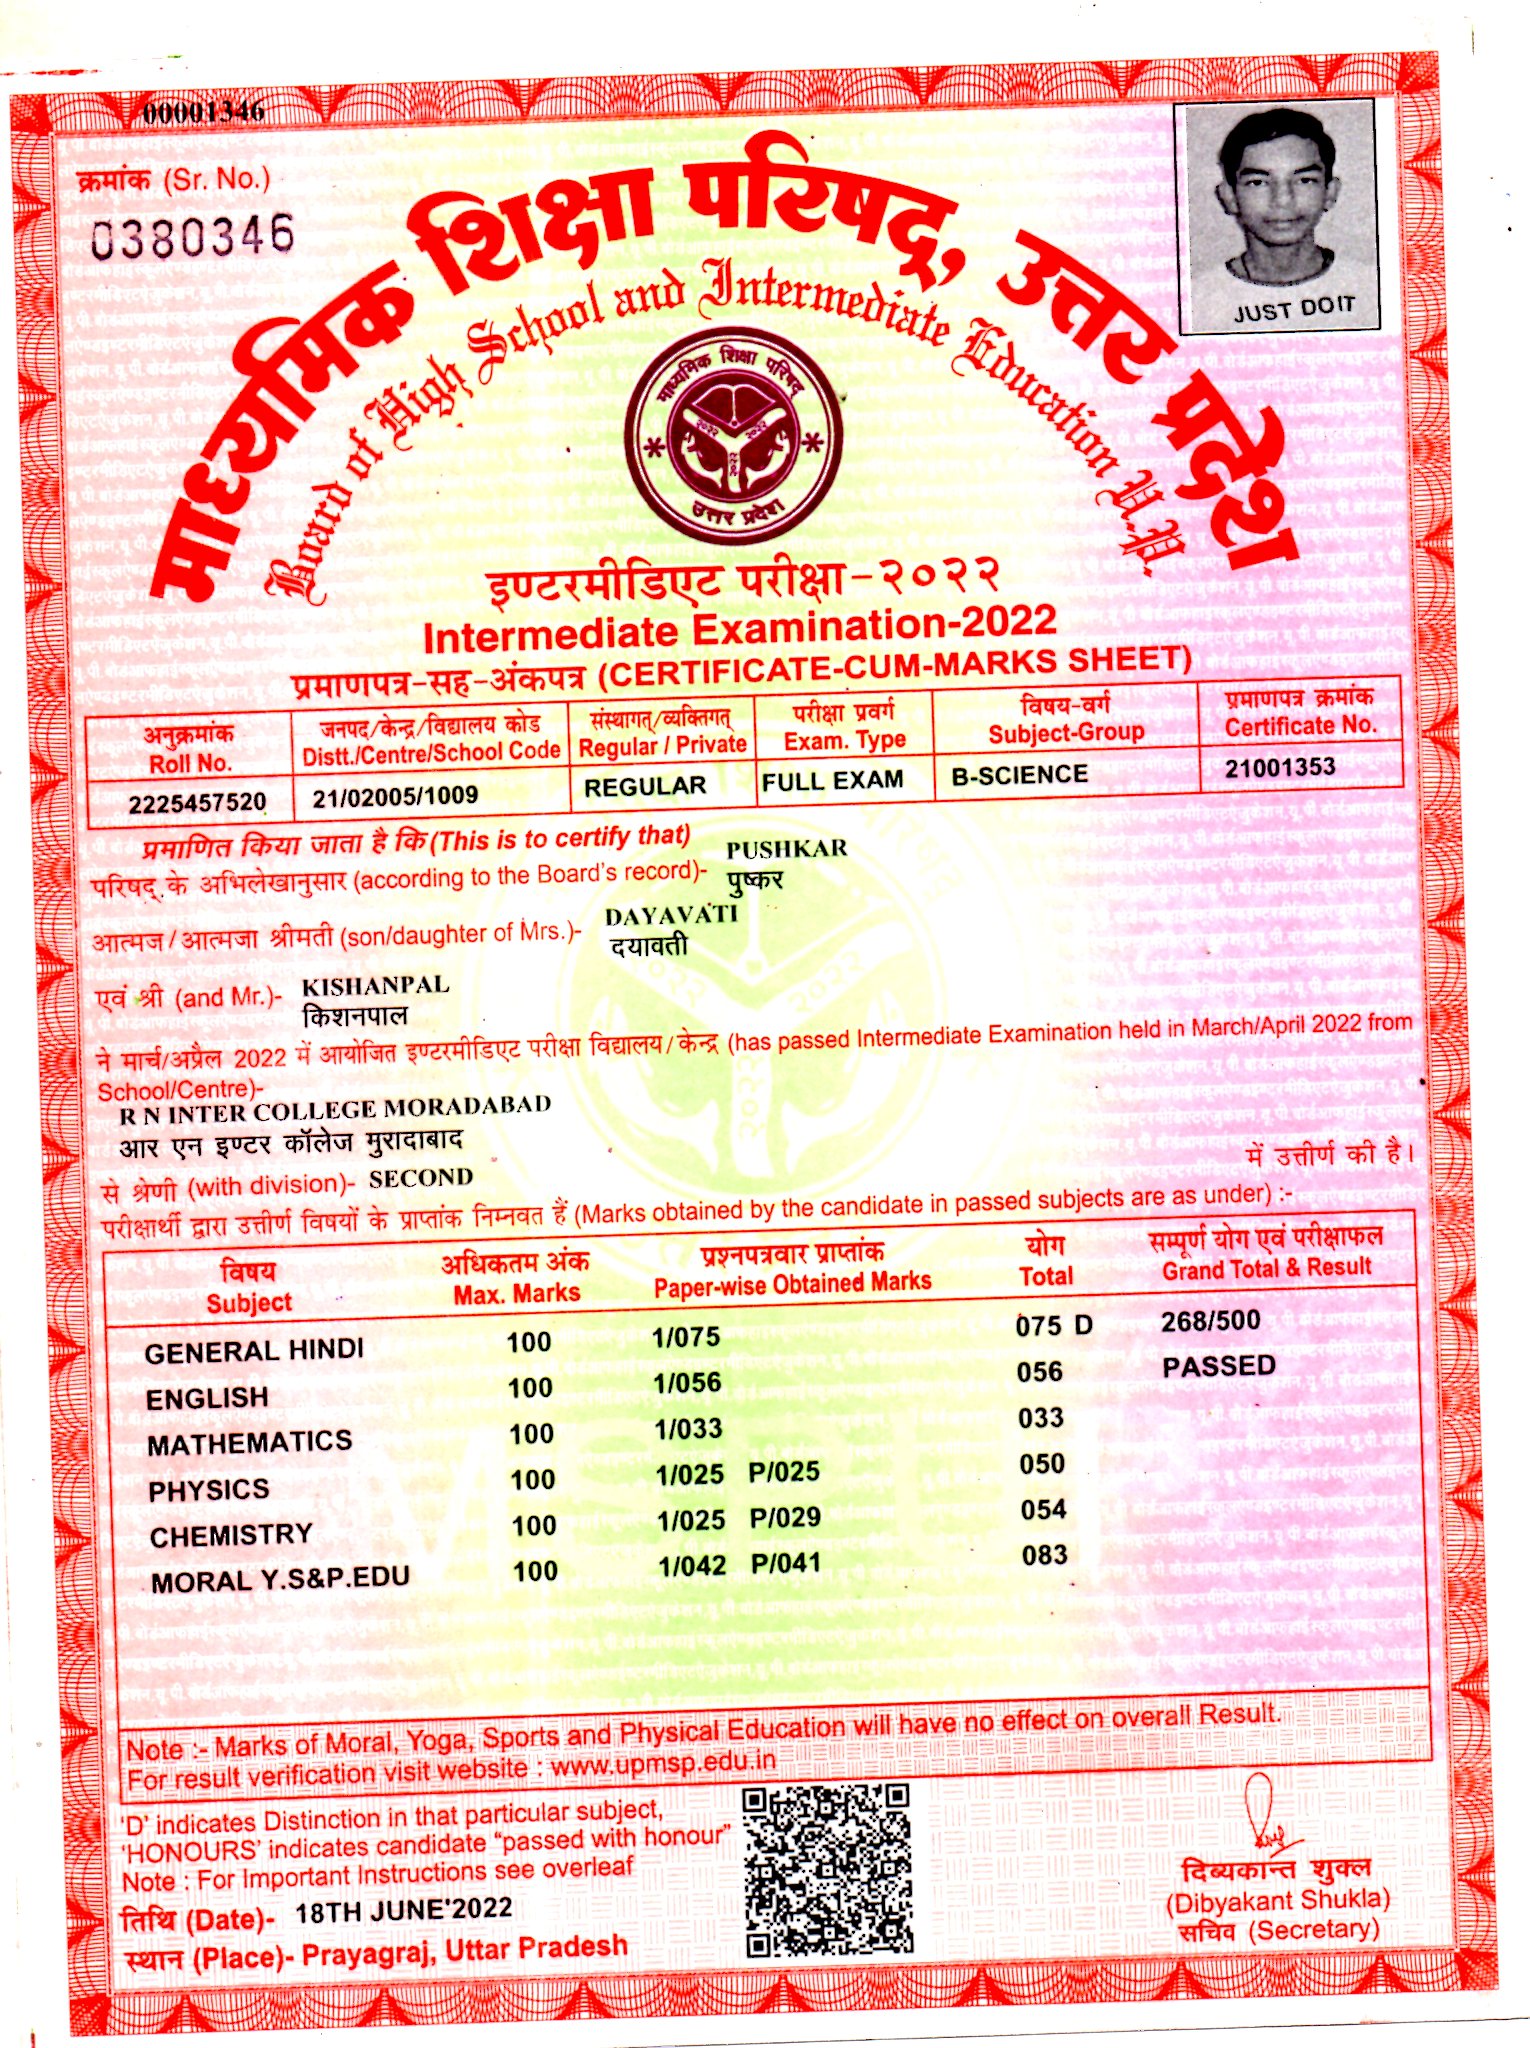 00001346
क्रमांक (Sr. No.)
0380346
JUST DO IT
माध्यमिक शिक्षा परिषद्, उत्तर प्रदेश
Board of High School and Intermediate Education U.P.
माध्यमिक शिक्षा परिषद्
२०२२ २०२२
२०२२
उत्तर प्रदेश
इण्टरमीडिएट परीक्षा-२०२२
Intermediate Examination-2022
प्रमाणपत्र-सह-अंकपत्र (CERTIFICATE-CUM-MARKS SHEET)
अनुक्रमांक जनपद/केन्द्र/विद्यालय कोड संस्थागत्/व्यक्तिगत् परीक्षा प्रवर्ग विषय-वर्ग प्रमाणपत्र क्रमांक
Roll No. Distt./Centre/School Code Regular / Private Exam. Type Subject-Group Certificate No.
2225457520 21/02005/1009 REGULAR FULL EXAM B-SCIENCE 21001353
प्रमाणित किया जाता है कि (This is to certify that)
परिषद् के अभिलेखानुसार (according to the Board's record)- PUSHKAR
पुष्कर
आत्मज/आत्मजा श्रीमती (son/daughter of Mrs.)- DAYAVATI
दयावती
एवं श्री (and Mr.)- KISHANPAL
किशनपाल
ने मार्च/अप्रैल 2022 में आयोजित इण्टरमीडिएट परीक्षा विद्यालय/केन्द्र (has passed Intermediate Examination held in March/April 2022 from
School/Centre)-
R N INTER COLLEGE MORADABAD
आर एन इण्टर कॉलेज मुरादाबाद
में उत्तीर्ण की है।
से श्रेणी (with division)- SECOND
परीक्षार्थी द्वारा उत्तीर्ण विषयों के प्राप्तांक निम्नवत हैं (Marks obtained by the candidate in passed subjects are as under) :-
विषय अधिकतम अंक प्रश्नपत्रवार प्राप्तांक योग सम्पूर्ण योग एवं परीक्षाफल
Subject Max. Marks Paper-wise Obtained Marks Total Grand Total & Result
GENERAL HINDI 100 1/075 075 D 268/500
ENGLISH 100 1/056 056 PASSED
MATHEMATICS 100 1/033 033
PHYSICS 100 1/025 P/025 050
CHEMISTRY 100 1/025 P/029 054
MORAL Y.S&P.EDU 100 1/042 P/041 083
Note :- Marks of Moral, Yoga, Sports and Physical Education will have no effect on overall Result.
For result verification visit website : www.upmsp.edu.in
'D' indicates Distinction in that particular subject,
'HONOURS' indicates candidate "passed with honour"
Note : For Important Instructions see overleaf
तिथि (Date)- 18TH JUNE'2022
स्थान (Place)- Prayagraj, Uttar Pradesh
दिब्यकान्त शुक्ल
(Dibyakant Shukla)
सचिव (Secretary)